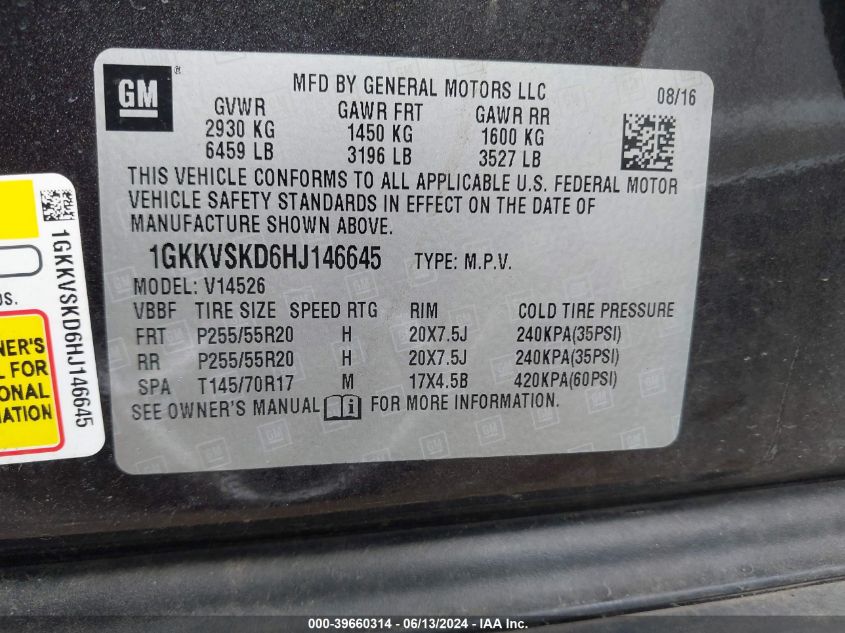 GM
MFD BY GENERAL MOTORS LLC
08/16
GVWR GAWR FRT GAWR RR
2930 KG 1450 KG 1600 KG
6459 LB 3196 LB 3527 LB
THIS VEHICLE CONFORMS TO ALL APPLICABLE U.S. FEDERAL MOTOR
VEHICLE SAFETY STANDARDS IN EFFECT ON THE DATE OF
MANUFACTURE SHOWN ABOVE.
1GKKVSKD6HJ146645 TYPE: M.P.V.
MODEL: V14526
VBBF TIRE SIZE SPEED RTG RIM COLD TIRE PRESSURE
FRT P255/55R20 H 20X7.5J 240KPA(35PSI)
RR P255/55R20 H 20X7.5J 240KPA(35PSI)
SPA T145/70R17 M 17X4.5B 420KPA(60PSI)
SEE OWNER'S MANUAL FOR MORE INFORMATION.
1GKKVSKD6HJ146645
NER'S
L FOR
ONAL
MATION
000-39660314 - 06/13/2024 - IAA Inc.